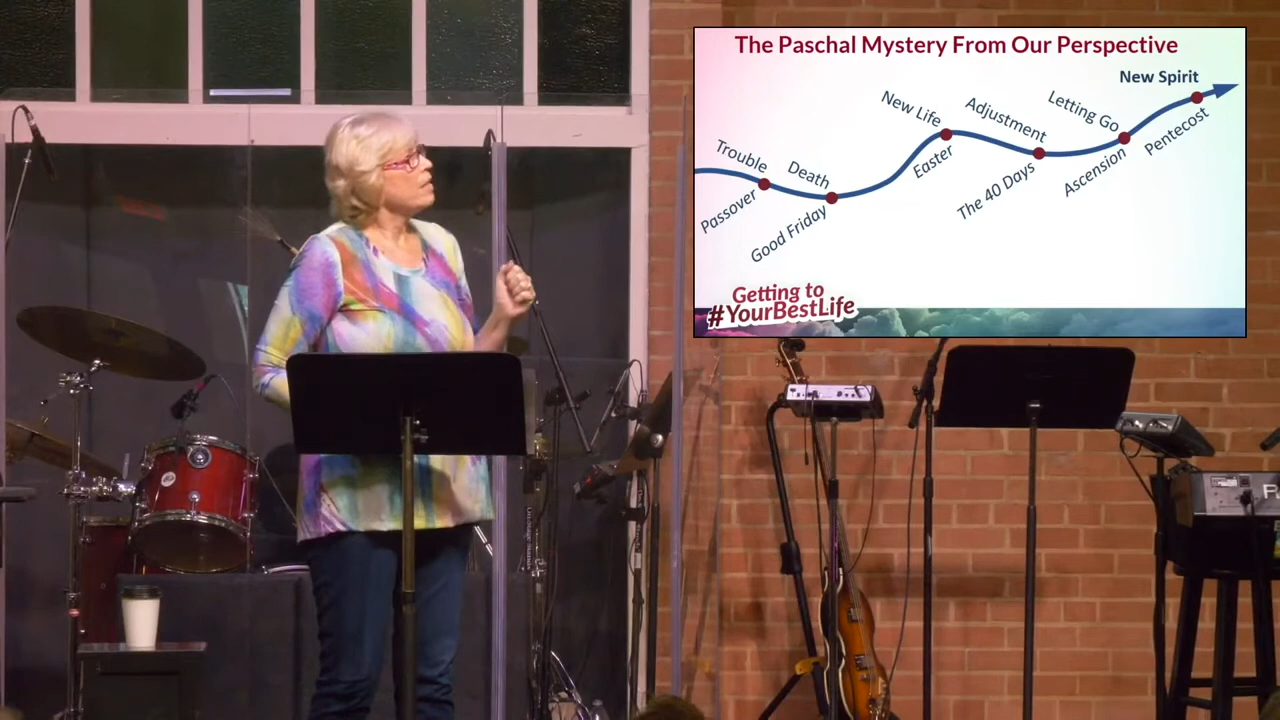 The Paschal Mystery From Our Perspective
New Spirit
New Life
Adjustment
Letting Go
Trouble
Death
Passover
Good Friday
Easter
The 40 Days
Ascension
Pentecost
Getting to
#YourBestLife